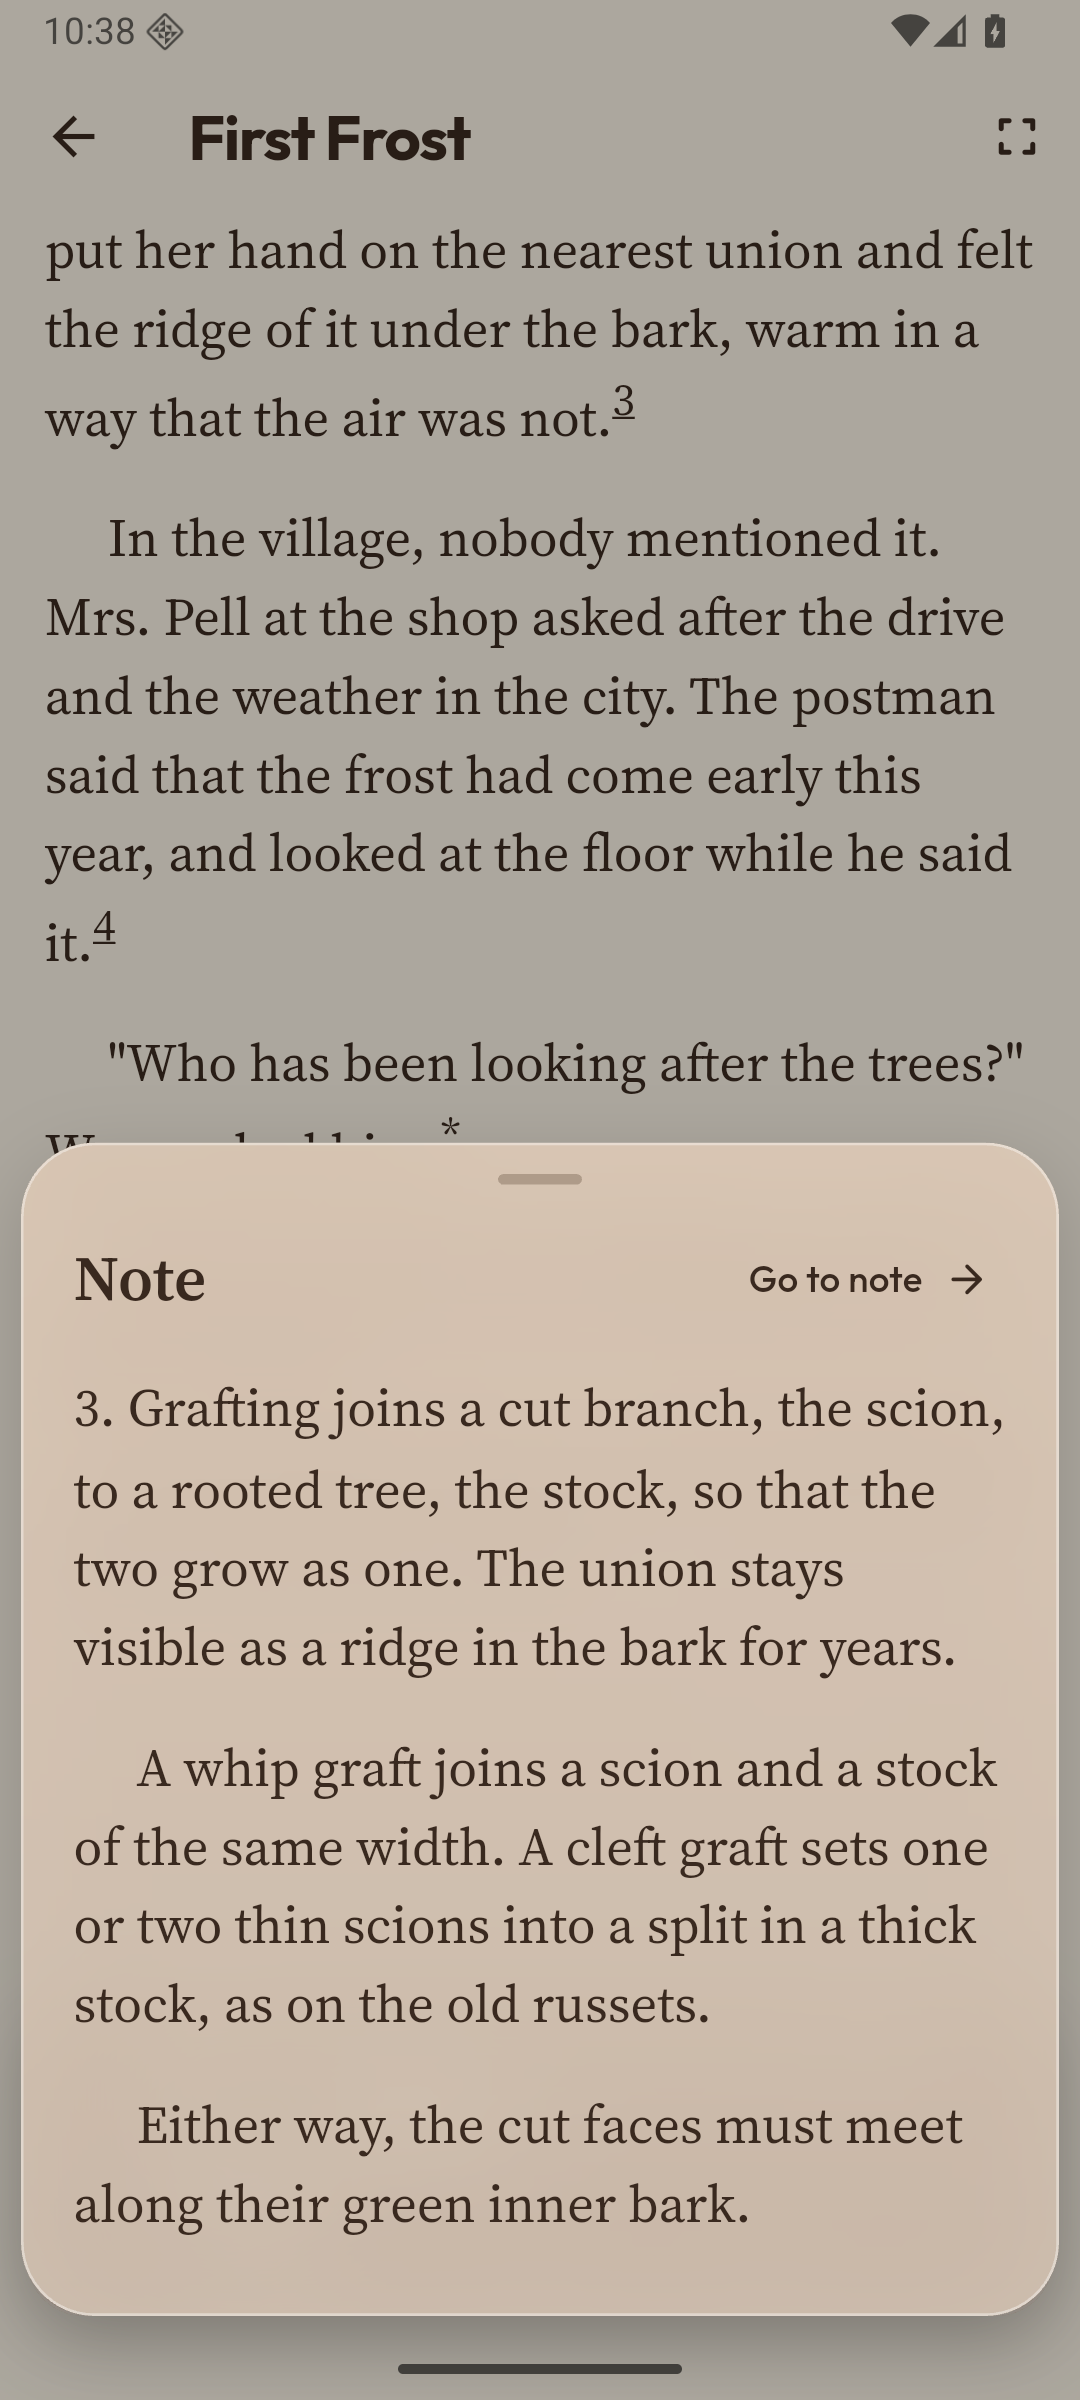 10:38
First Frost
put her hand on the nearest union and felt
the ridge of it under the bark, warm in a
way that the air was not.3
In the village, nobody mentioned it.
Mrs. Pell at the shop asked after the drive
and the weather in the city. The postman
said that the frost had come early this
year, and looked at the floor while he said
it.4
"Who has been looking after the trees?"
*
Note
Go to note
3. Grafting joins a cut branch, the scion,
to a rooted tree, the stock, so that the
two grow as one. The union stays
visible as a ridge in the bark for years.
A whip graft joins a scion and a stock
of the same width. A cleft graft sets one
or two thin scions into a split in a thick
stock, as on the old russets.
Either way, the cut faces must meet
along their green inner bark.